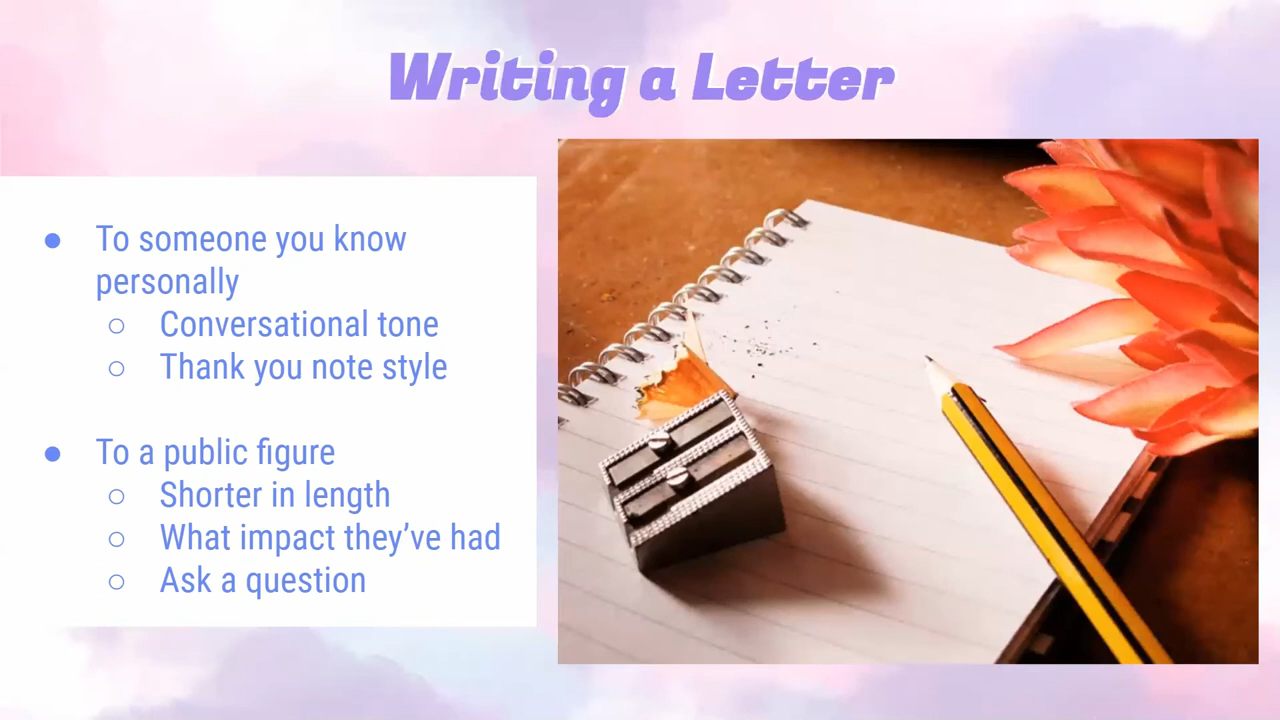 Writing a Letter
● To someone you know
personally
○ Conversational tone
○ Thank you note style
● To a public figure
○ Shorter in length
○ What impact they’ve had
○ Ask a question